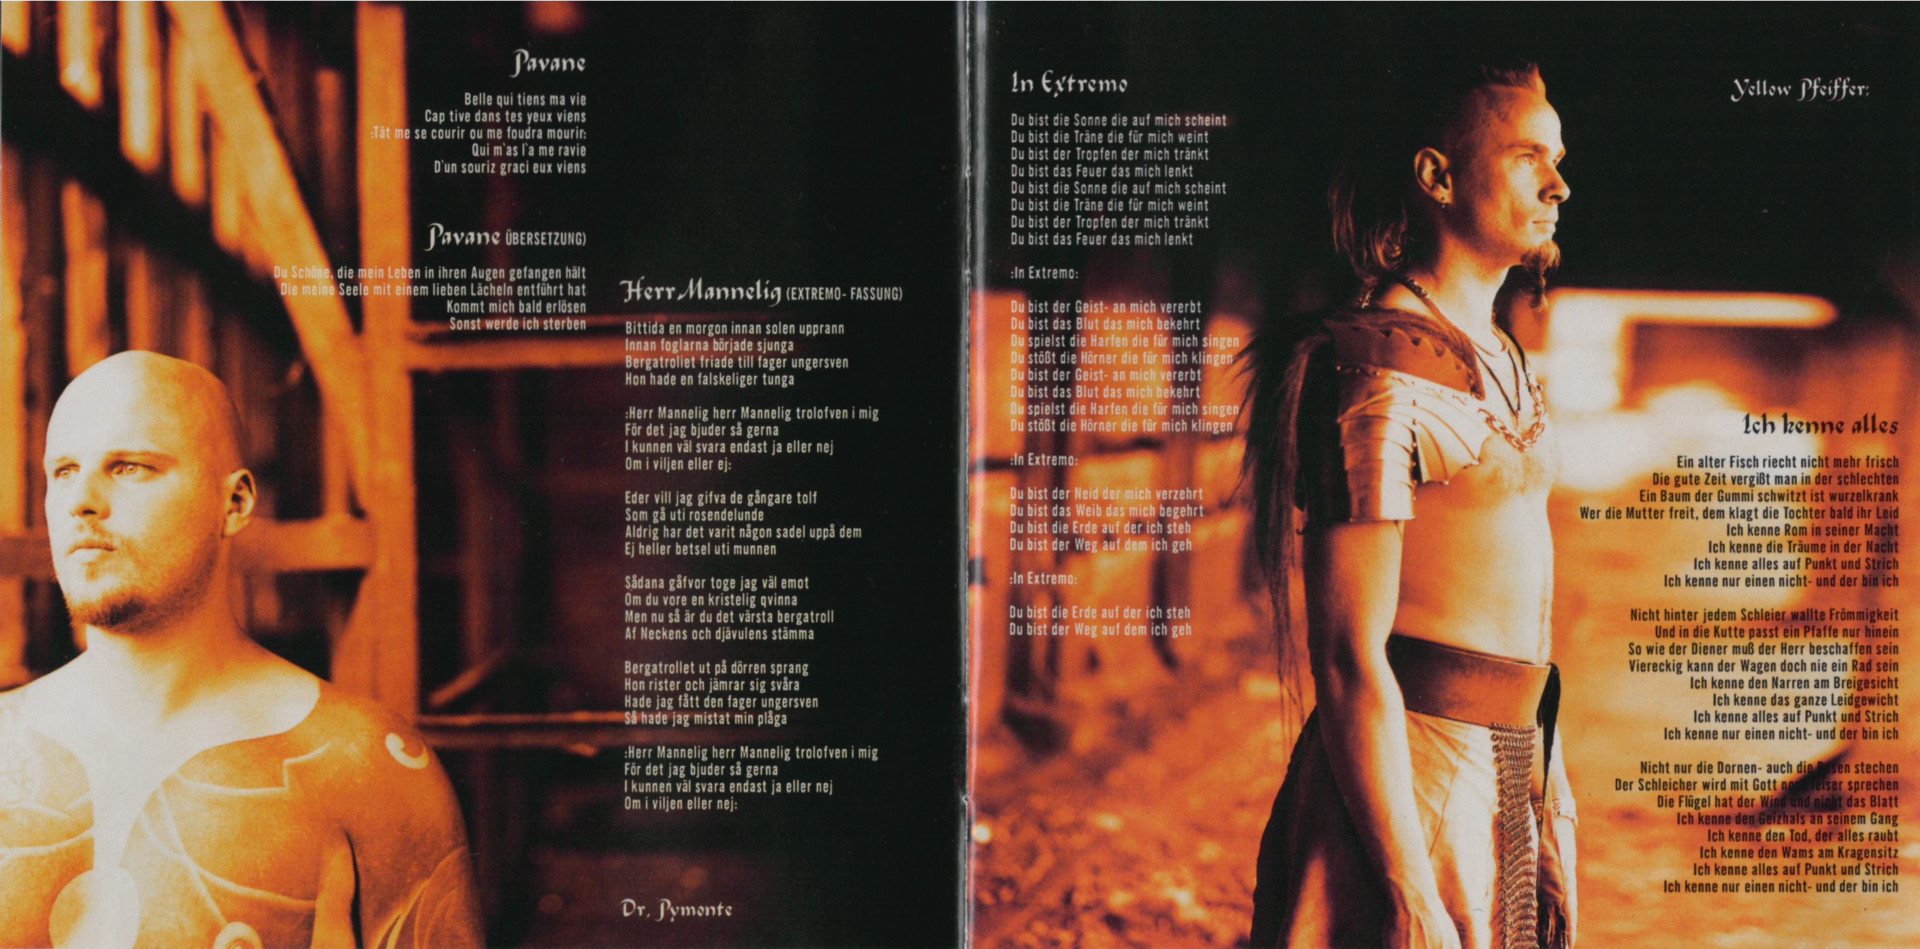 Pavane
Belle qui tiens ma vie
Cap tive dans tes yeux viens
:Tät me se courir ou me foudra mourir:
Qui m`as l`a me ravie
D`un souriz graci eux viens
Pavane ÜBERSETZUNG)
Du Schöne, die mein Leben in ihren Augen gefangen hält
Die meine Seele mit einem lieben Lächeln entführt hat
Kommt mich bald erlösen
Sonst werde ich sterben
Herr Mannelig (EXTREMO- FASSUNG)
Bittida en morgon innan solen upprann
Innan foglarna började sjunga
Bergatroliet friade till fager ungersven
Hon hade en falskeliger tunga
:Herr Mannelig herr Mannelig trolofven i mig
För det jag bjuder så gerna
I kunnen väl svara endast ja eller nej
Om i viljen eller ej:
Eder vill jag gifva de gångare tolf
Som gå uti rosendelunde
Aldrig har det varit någon sadel uppå dem
Ej heller betsel uti munnen
Sådana gåfvor toge jag väl emot
Om du vore en kristelig qvinna
Men nu så är du det värsta bergatroll
Af Neckens och djävulens stämma
Bergatrollet ut på dörren sprang
Hon rister och jämrar sig svåra
Hade jag fått den fager ungersven
Så hade jag mistat min plåga
:Herr Mannelig herr Mannelig trolofven i mig
För det jag bjuder så gerna
I kunnen väl svara endast ja eller nej
Om i viljen eller nej:
Dr. Pymonte
In Extremo
Du bist die Sonne die auf mich scheint
Du bist die Träne die für mich weint
Du bist der Tropfen der mich tränkt
Du bist das Feuer das mich lenkt
Du bist die Sonne die auf mich scheint
Du bist die Träne die für mich weint
Du bist der Tropfen der mich tränkt
Du bist das Feuer das mich lenkt
:In Extremo:
Du bist der Geist- an mich vererbt
Du bist das Blut das mich bekehrt
Du spielst die Harfen die für mich singen
Du stößt die Hörner die für mich klingen
Du bist der Geist- an mich vererbt
Du bist das Blut das mich bekehrt
Du spielst die Harfen die für mich singen
Du stößt die Hörner die für mich klingen
:In Extremo:
Du bist der Neid der mich verzehrt
Du bist das Weib das mich begehrt
Du bist die Erde auf der ich steh
Du bist der Weg auf dem ich geh
:In Extremo:
Du bist die Erde auf der ich steh
Du bist der Weg auf dem ich geh
Yellow Pfeiffer:
Ich kenne alles
Ein alter Fisch riecht nicht mehr frisch
Die gute Zeit vergißt man in der schlechten
Ein Baum der Gummi schwitzt ist wurzelkrank
Wer die Mutter freit, dem klagt die Tochter bald ihr Leid
Ich kenne Rom in seiner Macht
Ich kenne die Träume in der Nacht
Ich kenne alles auf Punkt und Strich
Ich kenne nur einen nicht- und der bin ich
Nicht hinter jedem Schleier wallte Frömmigkeit
Und in die Kutte passt ein Pfaffe nur hinein
So wie der Diener muß der Herr beschaffen sein
Viereckig kann der Wagen doch nie ein Rad sein
Ich kenne den Narren am Breigesicht
Ich kenne das ganze Leidgewicht
Ich kenne alles auf Punkt und Strich
Ich kenne nur einen nicht- und der bin ich
Nicht nur die Dornen- auch die Rosen stechen
Der Schleicher wird mit Gott noch leiser sprechen
Die Flügel hat der Wind und nicht das Blatt
Ich kenne den Geizhals an seinem Gang
Ich kenne den Tod, der alles raubt
Ich kenne den Wams am Kragensitz
Ich kenne alles auf Punkt und Strich
Ich kenne nur einen nicht- und der bin ich